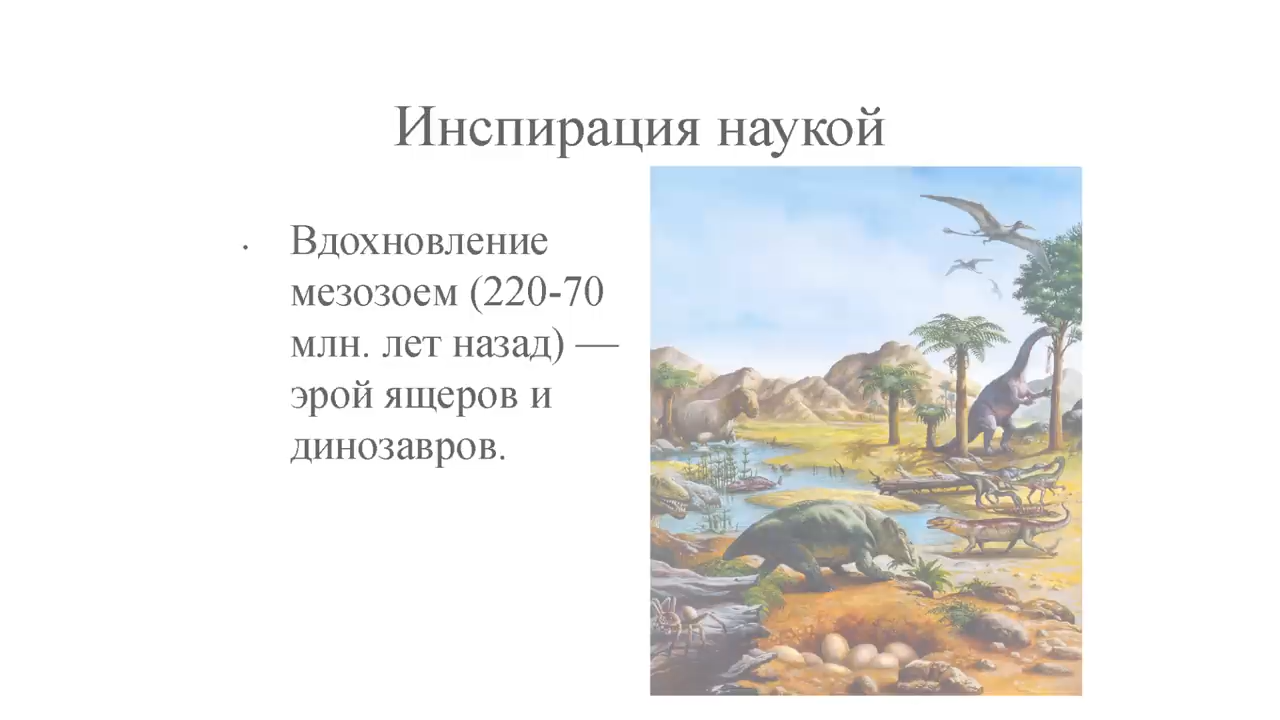 Инспирация наукой
• Вдохновление
мезозоем (220-70
млн. лет назад) —
эрой ящеров и
динозавров.